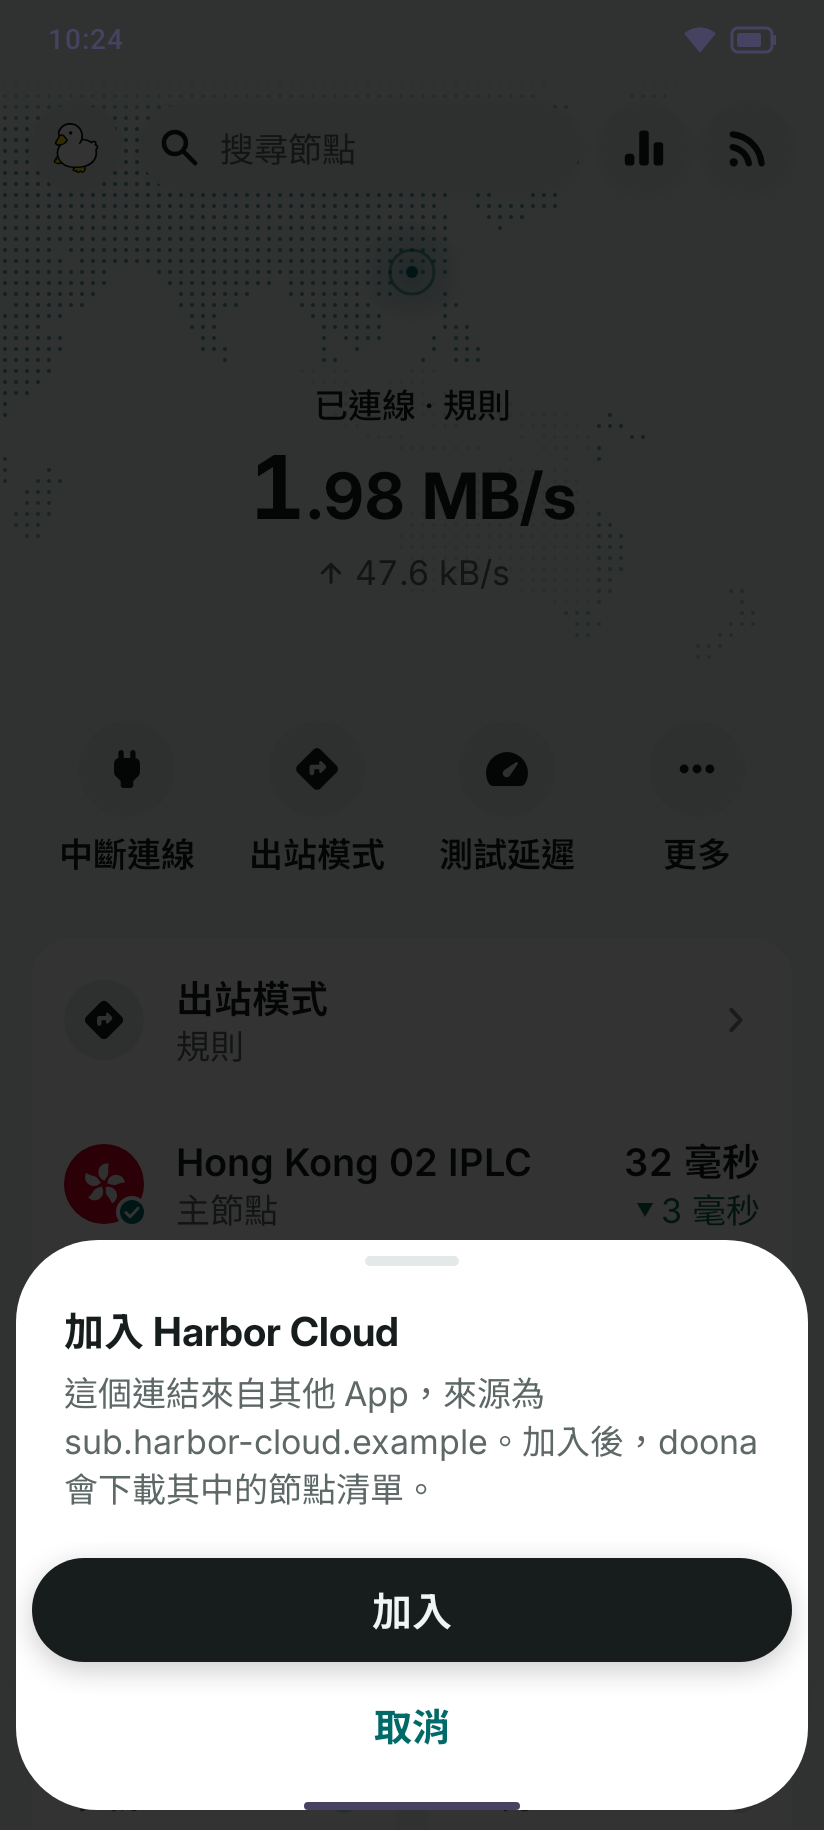 10:24
搜尋節點
已連線 · 規則
1.98 MB/s
↑ 47.6 kB/s
中斷連線
出站模式
測試延遲
更多
出站模式
規則
Hong Kong 02 IPLC
32 毫秒
主節點
▼3 毫秒
加入 Harbor Cloud
這個連結來自其他 App，來源為
sub.harbor-cloud.example。加入後，doona
會下載其中的節點清單。
加入
取消